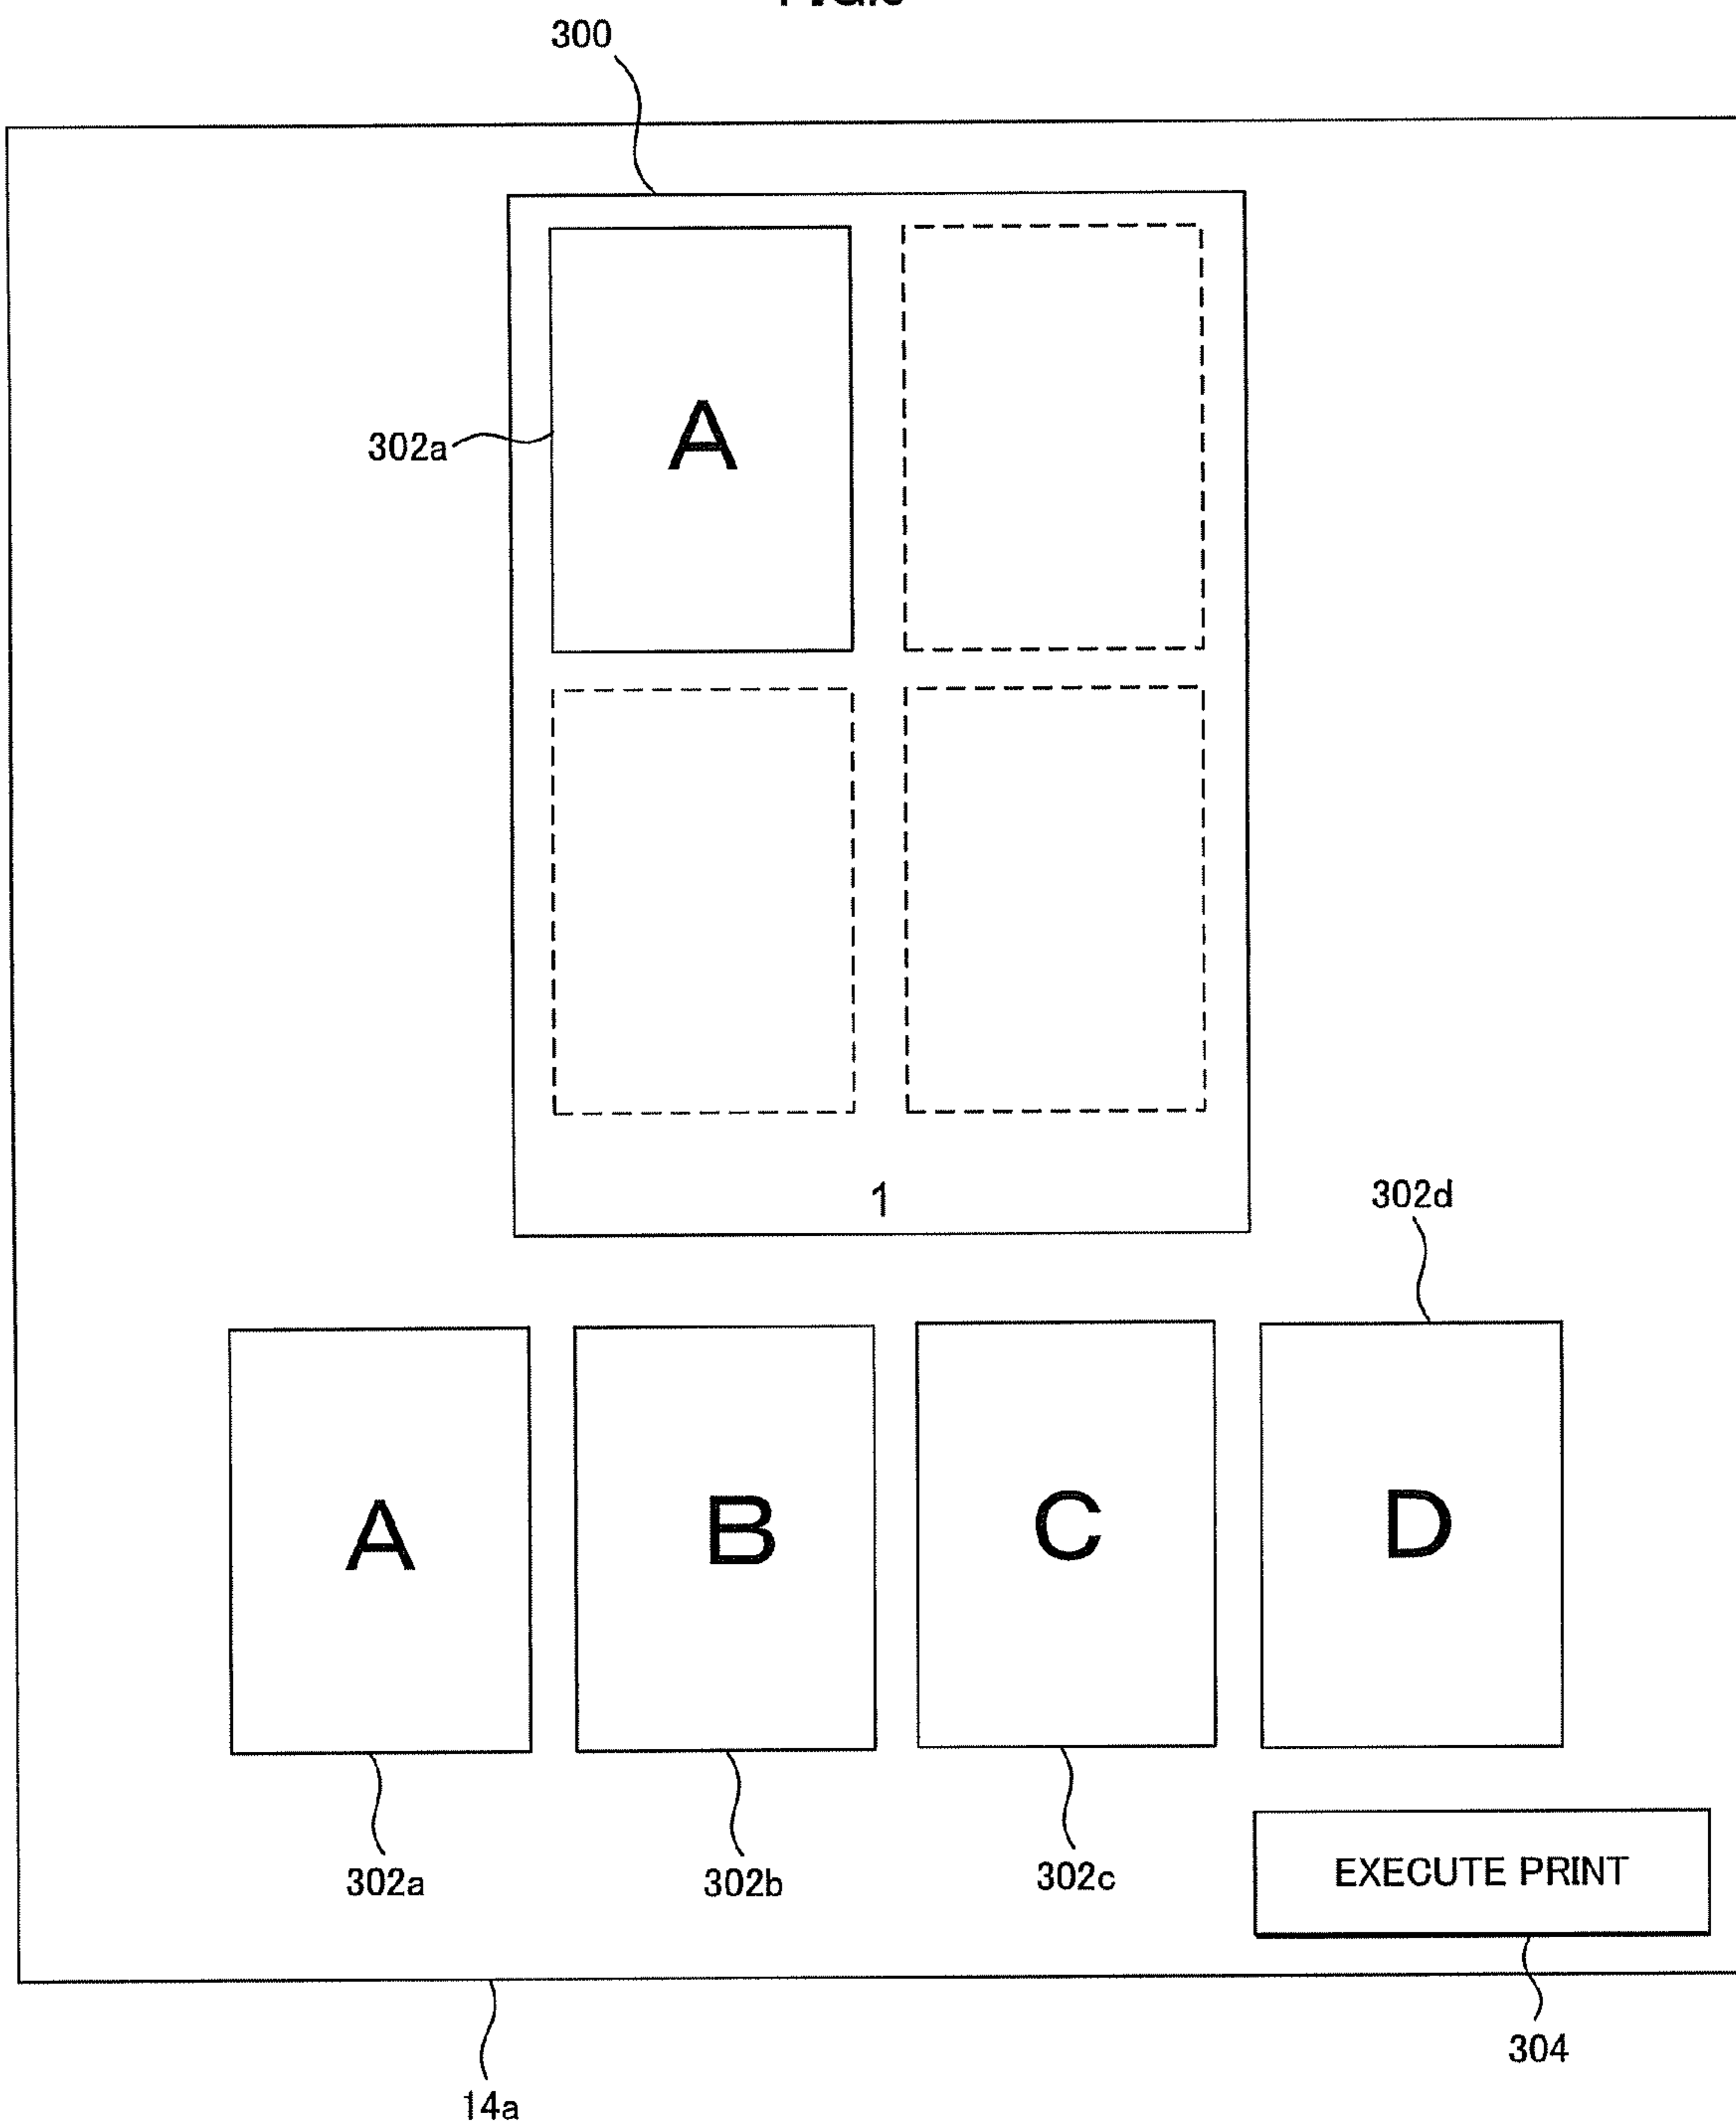 300
302a
A
1
302d
A
B
C
D
302a
302b
302c
EXECUTE PRINT
304
14a